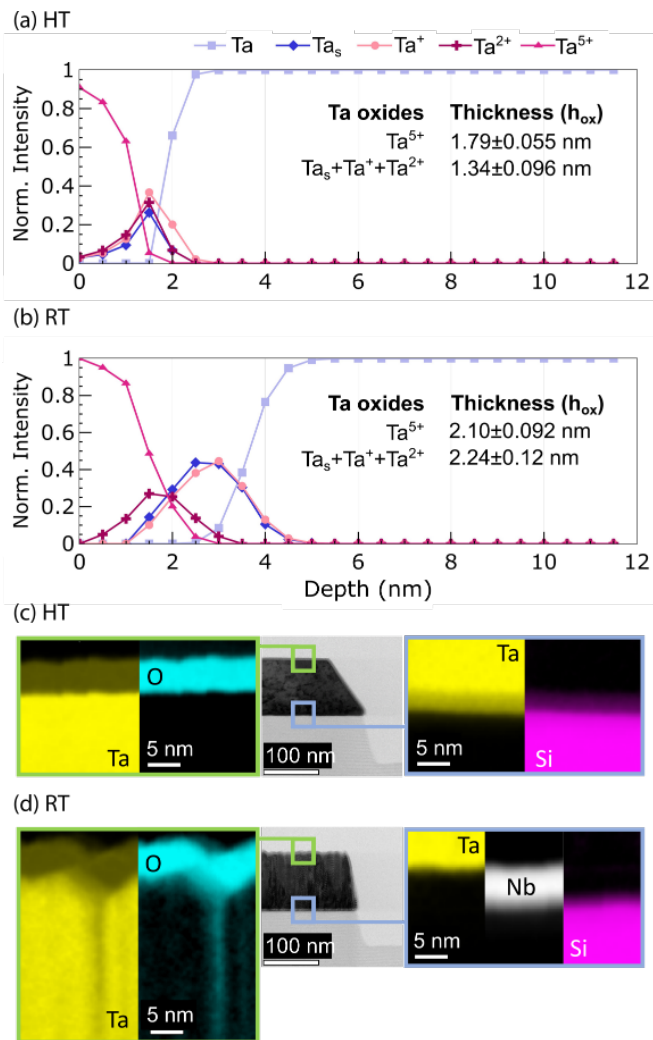 (a) HT
Ta Taₛ Ta⁺ Ta²⁺ Ta⁵⁺
1
0.8
0.6
0.4
0.2
0
Norm. Intensity
Ta oxides Thickness (hₒₓ)
Ta⁵⁺ 1.79±0.055 nm
Taₛ+Ta⁺+Ta²⁺ 1.34±0.096 nm
0 2 4 6 8 10 12
(b) RT
1
0.8
0.6
0.4
0.2
0
Norm. Intensity
Ta oxides Thickness (hₒₓ)
Ta⁵⁺ 2.10±0.092 nm
Taₛ+Ta⁺+Ta²⁺ 2.24±0.12 nm
0 2 4 6 8 10 12
Depth (nm)
(c) HT
O
Ta
5 nm
100 nm
Ta
5 nm
Si
(d) RT
O
Ta
5 nm
100 nm
Ta
Nb
5 nm
Si